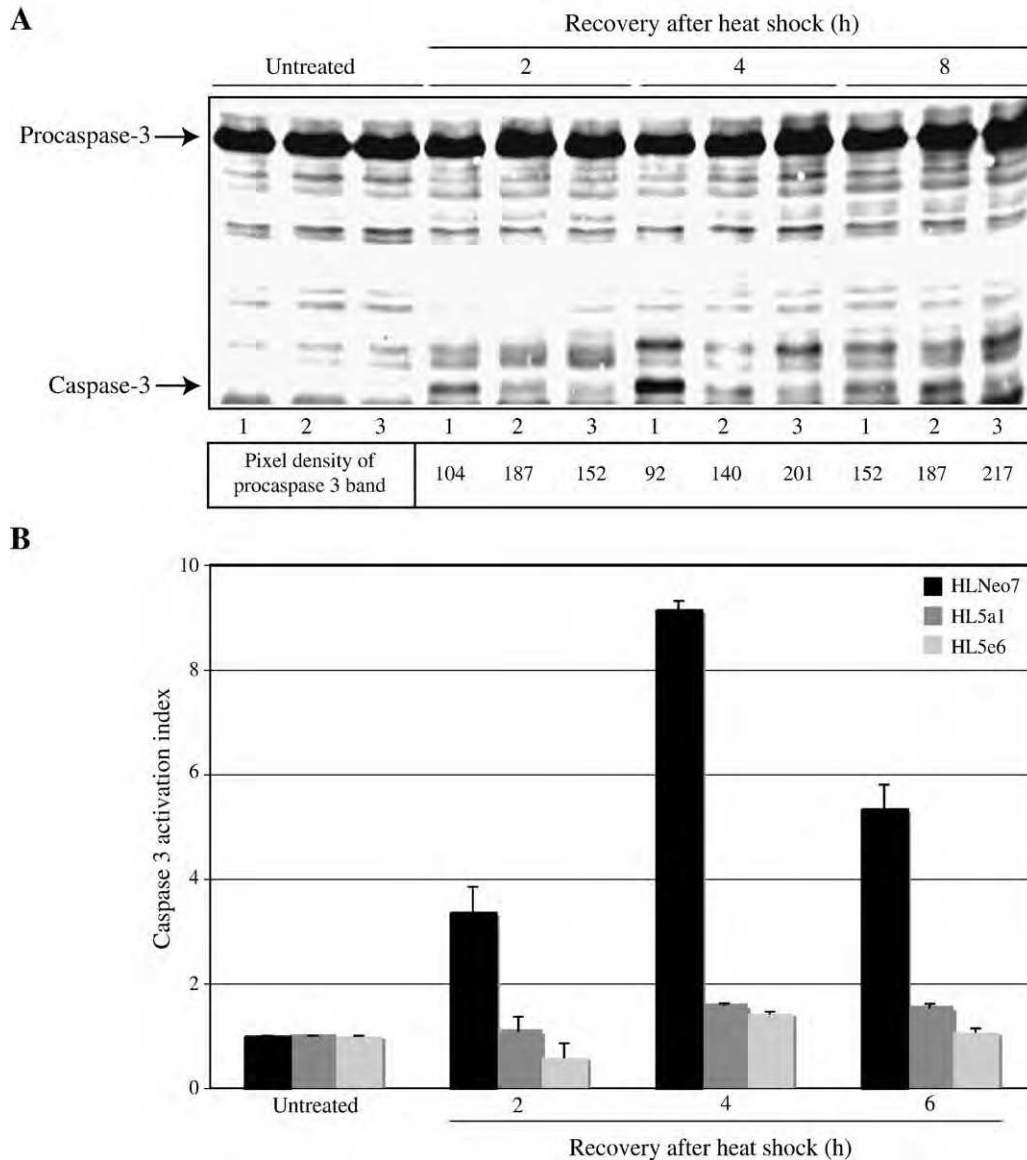 A
Recovery after heat shock (h)
Untreated 2 4 8
Procaspase-3
Caspase-3
1 2 3 1 2 3 1 2 3 1 2 3
Pixel density of
procaspase 3 band
104 187 152 92 140 201 152 187 217
B
10
8
6
4
2
0
Caspase 3 activation index
HLNeo7
HL5a1
HL5e6
Untreated 2 4 6
Recovery after heat shock (h)